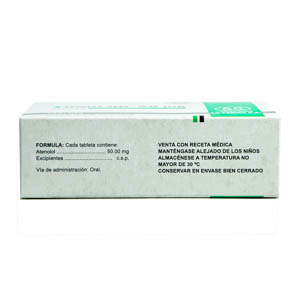 FORMULA: Cada tableta contiene:
Atenolol ........................ 50.00 mg
Excipientes ........................ c.s.p.
Vía de administración: Oral.
VENTA CON RECETA MÉDICA
MANTÉNGASE ALEJADO DE LOS NIÑOS
ALMACÉNESE A TEMPERATURA NO
MAYOR DE 30 ºC
CONSERVAR EN ENVASE BIEN CERRADO